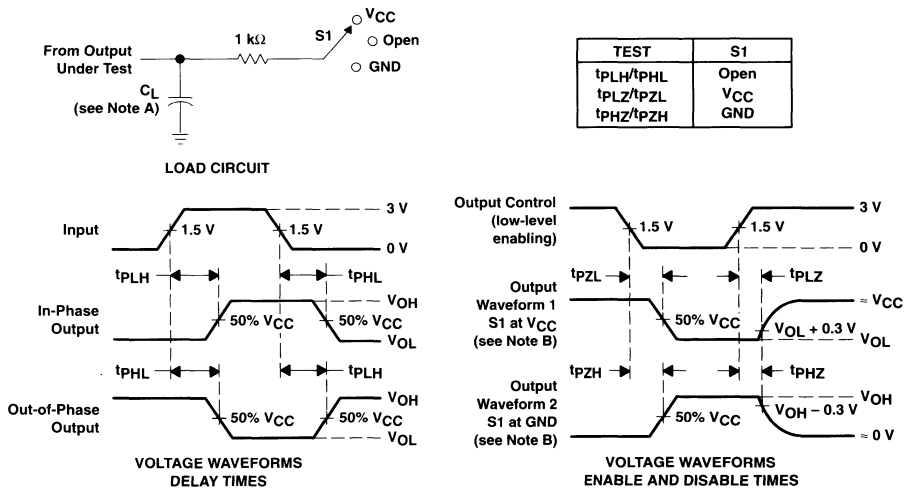 VCC
1 kΩ
S1
Open
From Output
Under Test
GND
CL
(see Note A)
LOAD CIRCUIT
TEST S1
tPLH/tPHL Open
tPLZ/tPZL VCC
tPHZ/tPZH GND
Input
1.5 V 1.5 V
3 V
0 V
tPLH tPHL
In-Phase
Output
50% VCC 50% VCC
VOH
VOL
tPHL tPLH
Out-of-Phase
Output
50% VCC 50% VCC
VOH
VOL
VOLTAGE WAVEFORMS
DELAY TIMES
Output Control
(low-level
enabling)
1.5 V 1.5 V
3 V
0 V
tPZL tPLZ
Output
Waveform 1
S1 at VCC
(see Note B)
50% VCC
≈ VCC
VOL + 0.3 V
VOL
tPZH tPHZ
Output
Waveform 2
S1 at GND
(see Note B)
50% VCC
VOH
VOH − 0.3 V
≈ 0 V
VOLTAGE WAVEFORMS
ENABLE AND DISABLE TIMES